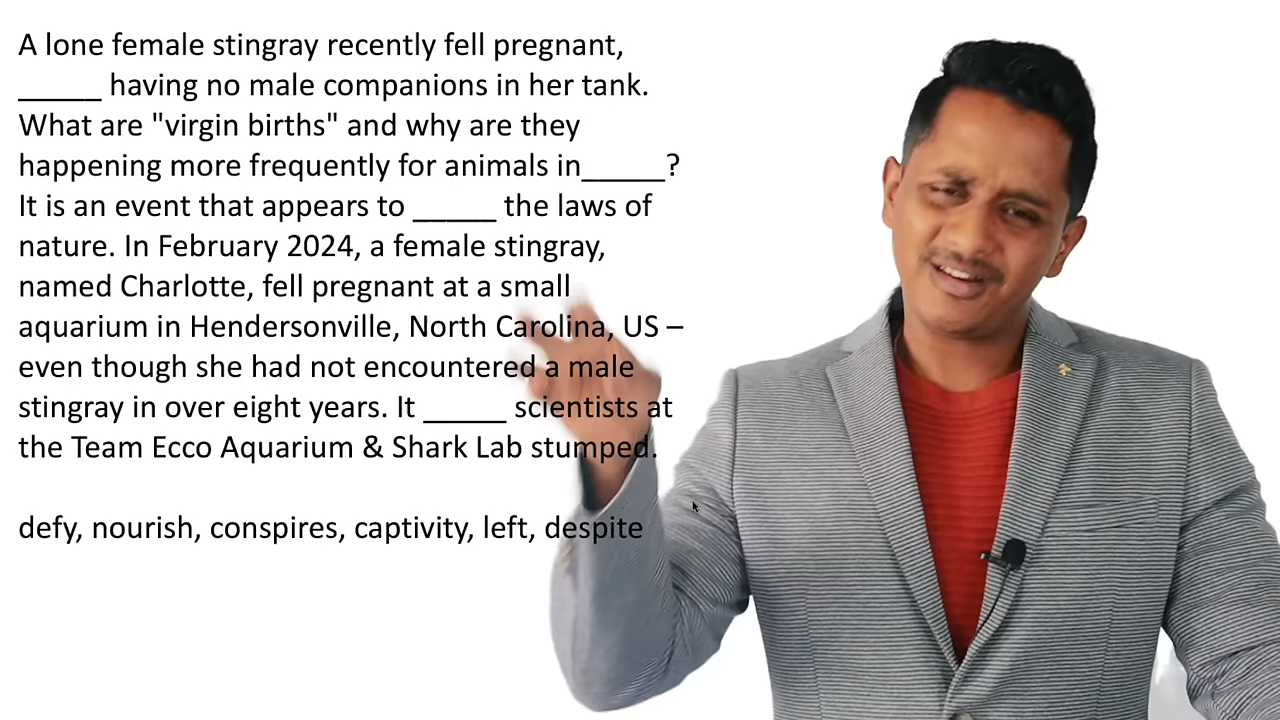 A lone female stingray recently fell pregnant,
_____ having no male companions in her tank.
What are "virgin births" and why are they
happening more frequently for animals in_____?
It is an event that appears to _____ the laws of
nature. In February 2024, a female stingray,
named Charlotte, fell pregnant at a small
aquarium in Hendersonville, North Carolina, US –
even though she had not encountered a male
stingray in over eight years. It _____ scientists at
the Team Ecco Aquarium & Shark Lab stumped.
defy, nourish, conspires, captivity, left, despite